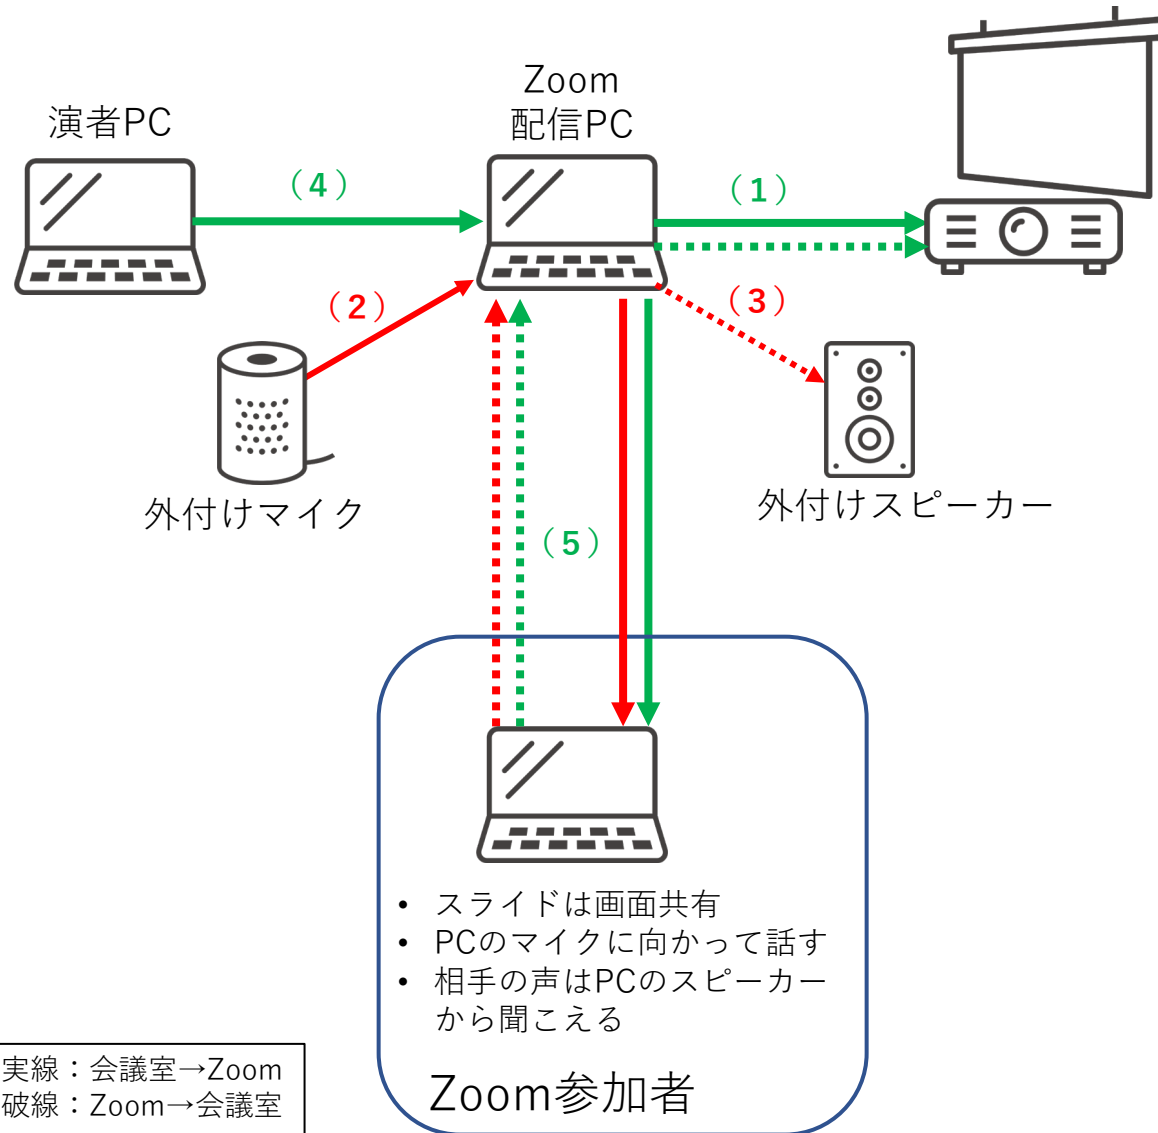 Zoom
配信PC
演者PC
（4）
（1）
（2）
（3）
外付けマイク
外付けスピーカー
（5）
• スライドは画面共有
• PCのマイクに向かって話す
• 相手の声はPCのスピーカー
から聞こえる
Zoom参加者
実線：会議室→Zoom
破線：Zoom→会議室